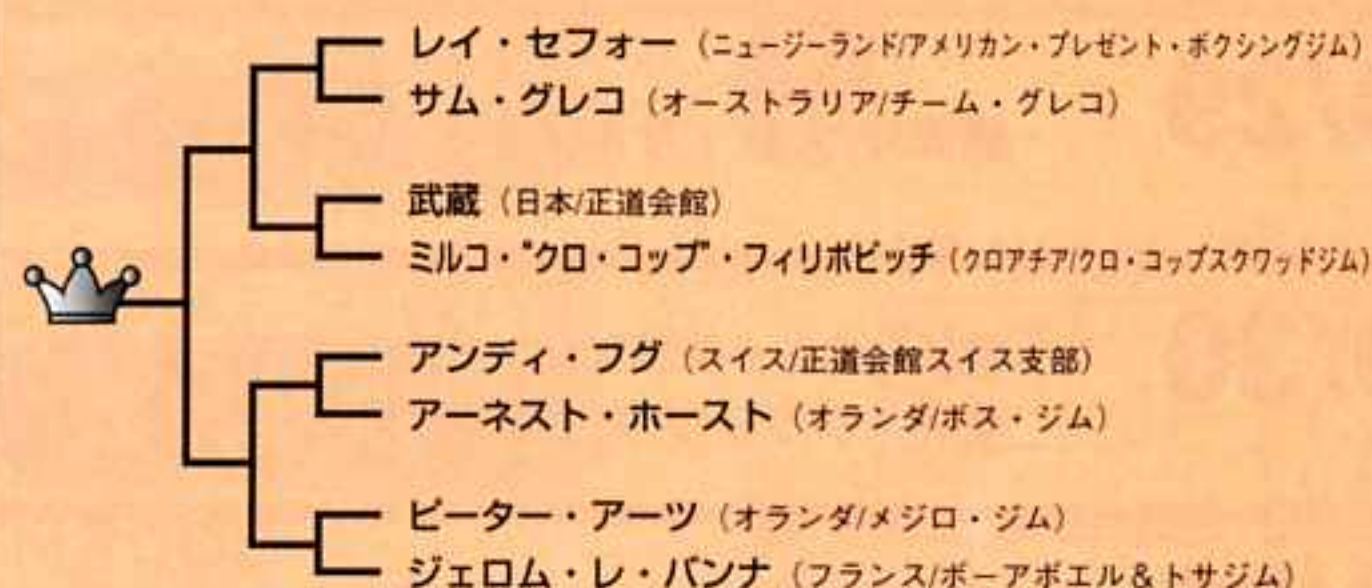 レイ・セフォー（ニュージーランド/アメリカン・プレゼント・ボクシングジム）
サム・グレコ（オーストラリア/チーム・グレコ）
武蔵（日本/正道会館）
ミルコ・“クロ・コップ”・フィリポビッチ（クロアチア/クロ・コップスクワッドジム）
アンディ・フグ（スイス/正道会館スイス支部）
アーネスト・ホースト（オランダ/ボス・ジム）
ピーター・アーツ（オランダ/メジロ・ジム）
ジェロム・レ・バンナ（フランス/ボーアボエル＆トサジム）